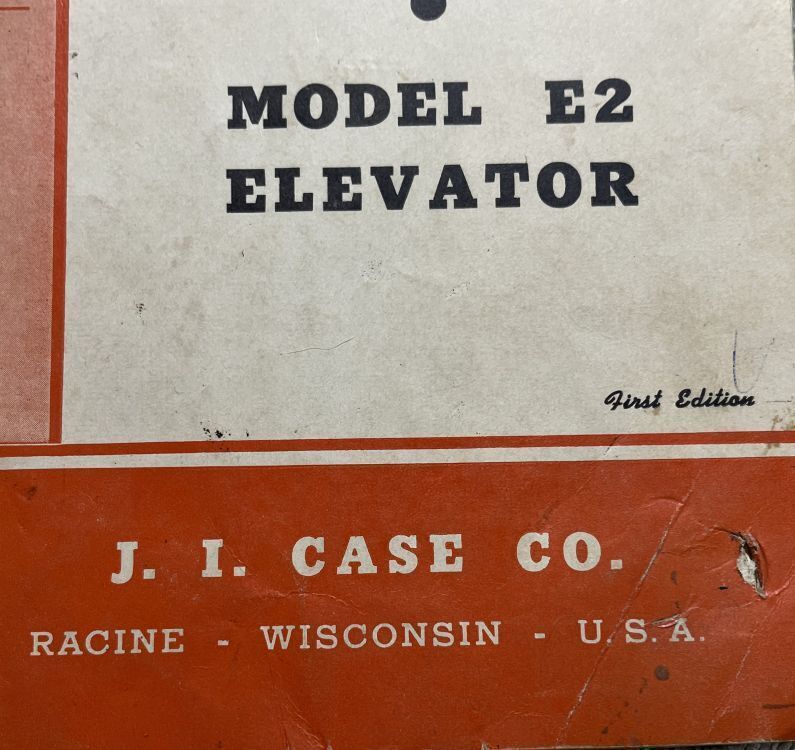 MODEL E2
ELEVATOR
First Edition
J. I. CASE CO.
RACINE - WISCONSIN - U. S. A.